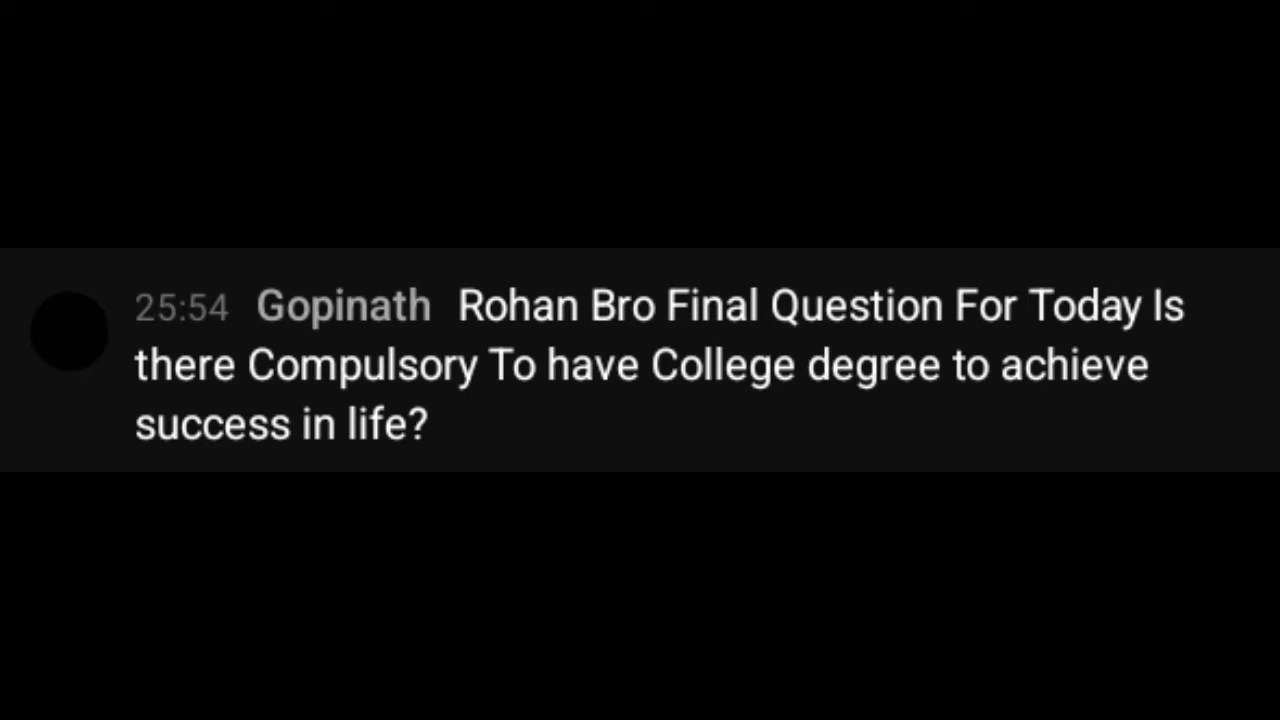 25:54 Gopinath Rohan Bro Final Question For Today Is
there Compulsory To have College degree to achieve
success in life?